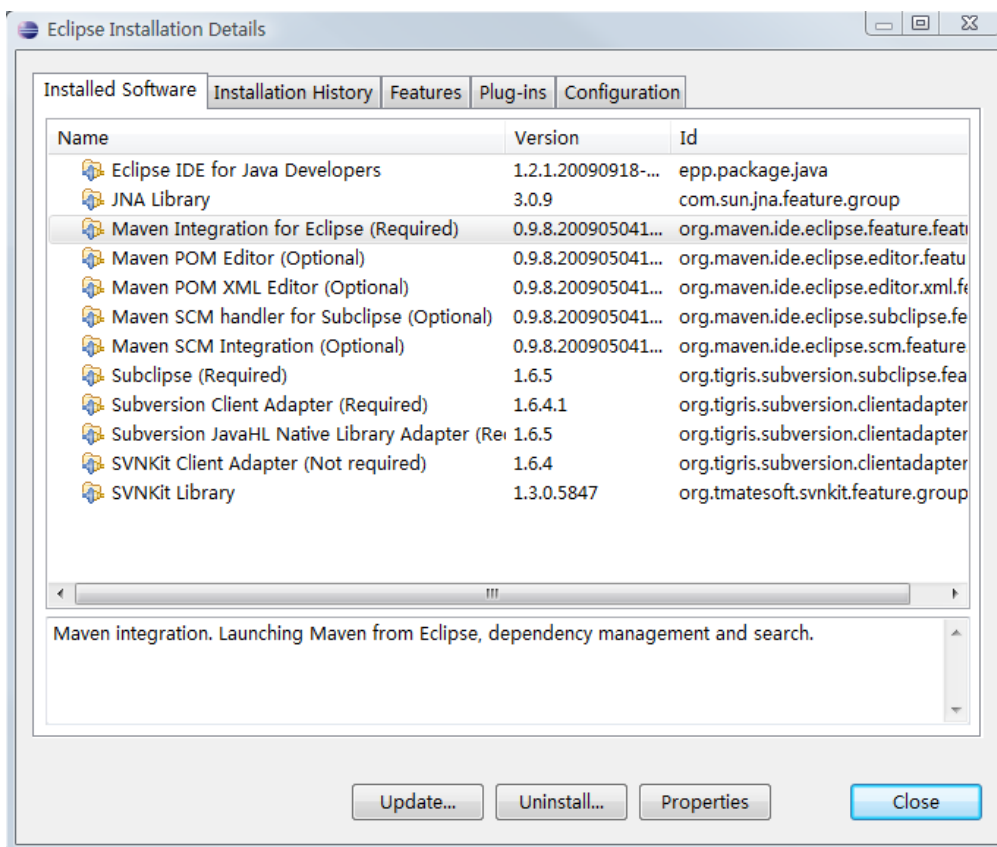 Eclipse Installation Details
Installed Software Installation History Features Plug-ins Configuration
Name Version Id
Eclipse IDE for Java Developers 1.2.1.20090918-... epp.package.java
JNA Library 3.0.9 com.sun.jna.feature.group
Maven Integration for Eclipse (Required) 0.9.8.200905041... org.maven.ide.eclipse.feature.featu
Maven POM Editor (Optional) 0.9.8.200905041... org.maven.ide.eclipse.editor.featu
Maven POM XML Editor (Optional) 0.9.8.200905041... org.maven.ide.eclipse.editor.xml.fe
Maven SCM handler for Subclipse (Optional) 0.9.8.200905041... org.maven.ide.eclipse.subclipse.fe
Maven SCM Integration (Optional) 0.9.8.200905041... org.maven.ide.eclipse.scm.feature.
Subclipse (Required) 1.6.5 org.tigris.subversion.subclipse.fea
Subversion Client Adapter (Required) 1.6.4.1 org.tigris.subversion.clientadapter
Subversion JavaHL Native Library Adapter (Re 1.6.5 org.tigris.subversion.clientadapter
SVNKit Client Adapter (Not required) 1.6.4 org.tigris.subversion.clientadapter
SVNKit Library 1.3.0.5847 org.tmatesoft.svnkit.feature.group
Maven integration. Launching Maven from Eclipse, dependency management and search.
Update... Uninstall... Properties Close